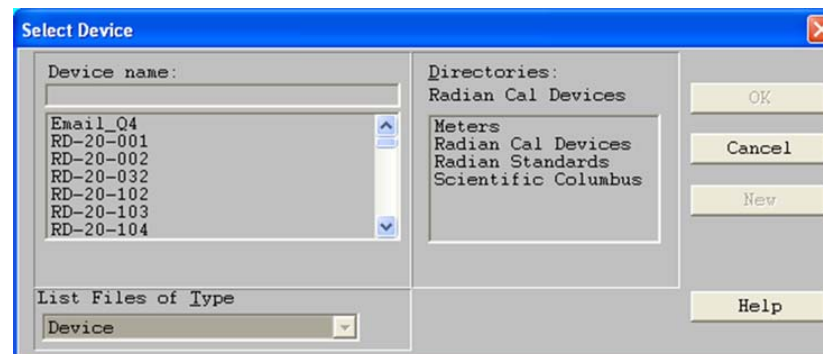 Select Device
Device name:
Email_Q4
RD-20-001
RD-20-002
RD-20-032
RD-20-102
RD-20-103
RD-20-104
List Files of Type
Device
Directories:
Radian Cal Devices
Meters
Radian Cal Devices
Radian Standards
Scientific Columbus
OK
Cancel
New
Help